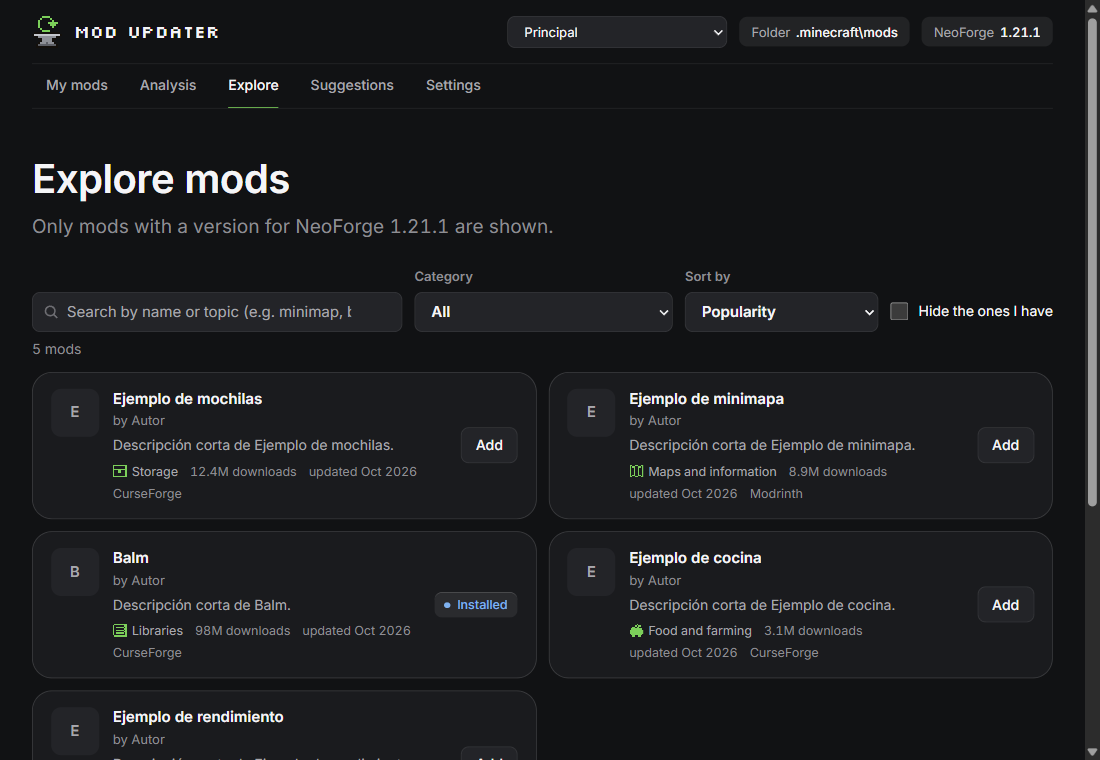 MOD UPDATER
Principal
Folder .minecraft\mods
NeoForge 1.21.1
My mods
Analysis
Explore
Suggestions
Settings
Explore mods
Only mods with a version for NeoForge 1.21.1 are shown.
Category
Sort by
Search by name or topic (e.g. minimap, b
All
Popularity
Hide the ones I have
5 mods
E
Ejemplo de mochilas
by Autor
Descripción corta de Ejemplo de mochilas.
Storage 12.4M downloads updated Oct 2026
CurseForge
Add
E
Ejemplo de minimapa
by Autor
Descripción corta de Ejemplo de minimapa.
Maps and information 8.9M downloads
updated Oct 2026 Modrinth
Add
B
Balm
by Autor
Descripción corta de Balm.
Libraries 98M downloads updated Oct 2026
CurseForge
Installed
E
Ejemplo de cocina
by Autor
Descripción corta de Ejemplo de cocina.
Food and farming 3.1M downloads
updated Oct 2026 CurseForge
Add
E
Ejemplo de rendimiento
by Autor